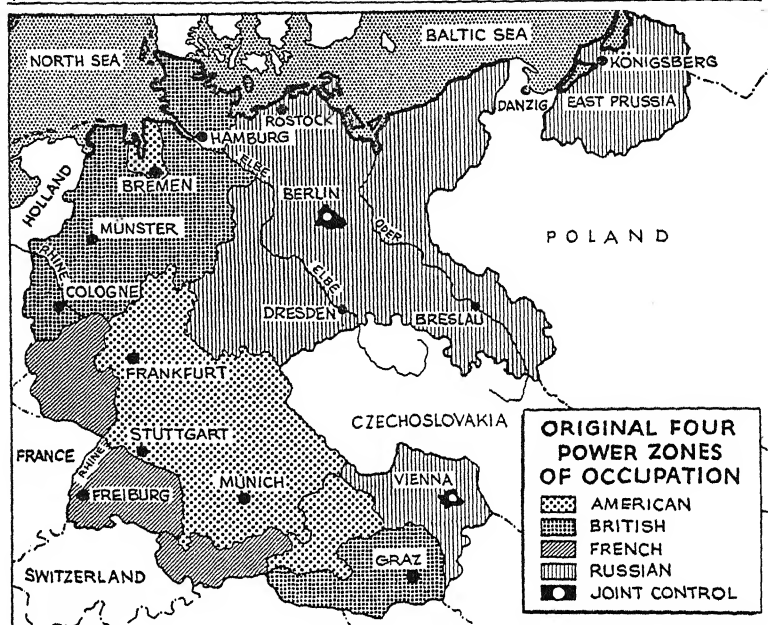 NORTH SEA
BALTIC SEA
KÖNIGSBERG
DANZIG
EAST PRUSSIA
ROSTOCK
HAMBURG
ELBE
BREMEN
BERLIN
HOLLAND
MÜNSTER
ODER
POLAND
RHINE
ELBE
COLOGNE
DRESDEN
BRESLAU
FRANKFURT
CZECHOSLOVAKIA
STUTTGART
FRANCE
RHINE
FREIBURG
MUNICH
VIENNA
GRAZ
SWITZERLAND
ORIGINAL FOUR
POWER ZONES
OF OCCUPATION
AMERICAN
BRITISH
FRENCH
RUSSIAN
JOINT CONTROL